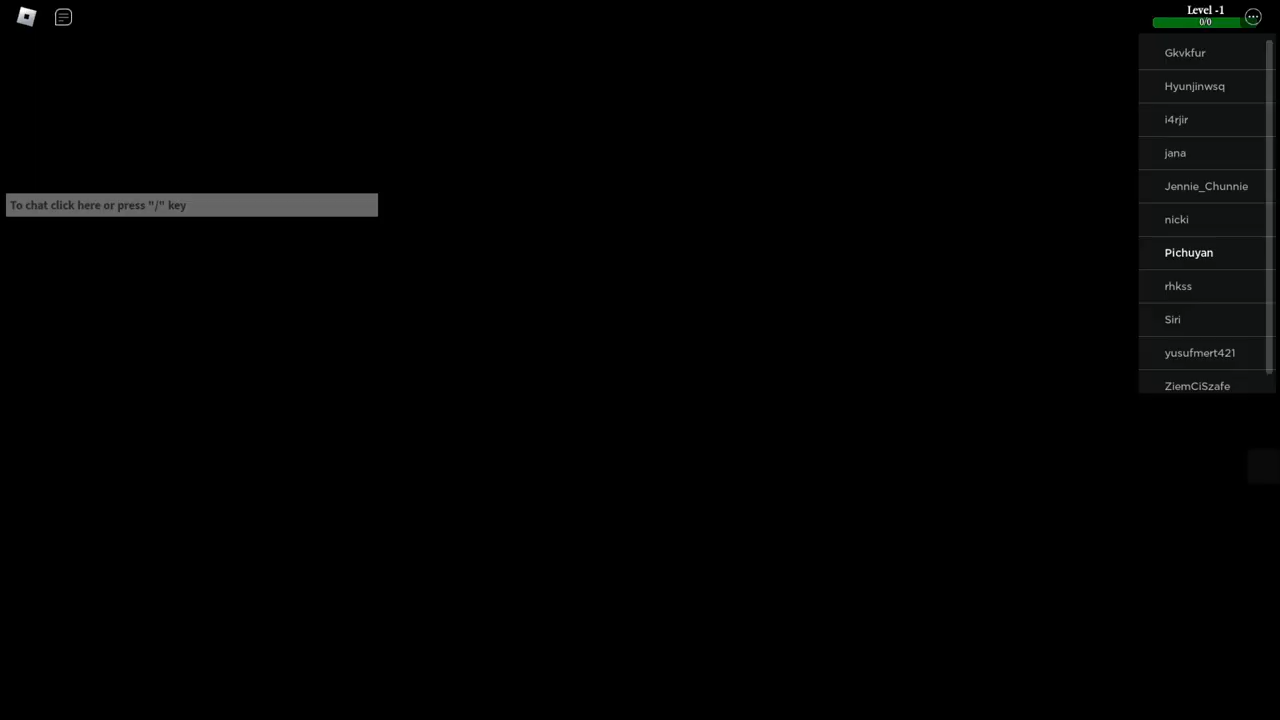 Level -1
0/0
Gkvkfur
Hyunjinwsq
i4rjir
jana
To chat click here or press "/" key
Jennie_Chunnie
nicki
Pichuyan
rhkss
Siri
yusufmert421
ZiemCiSzafe